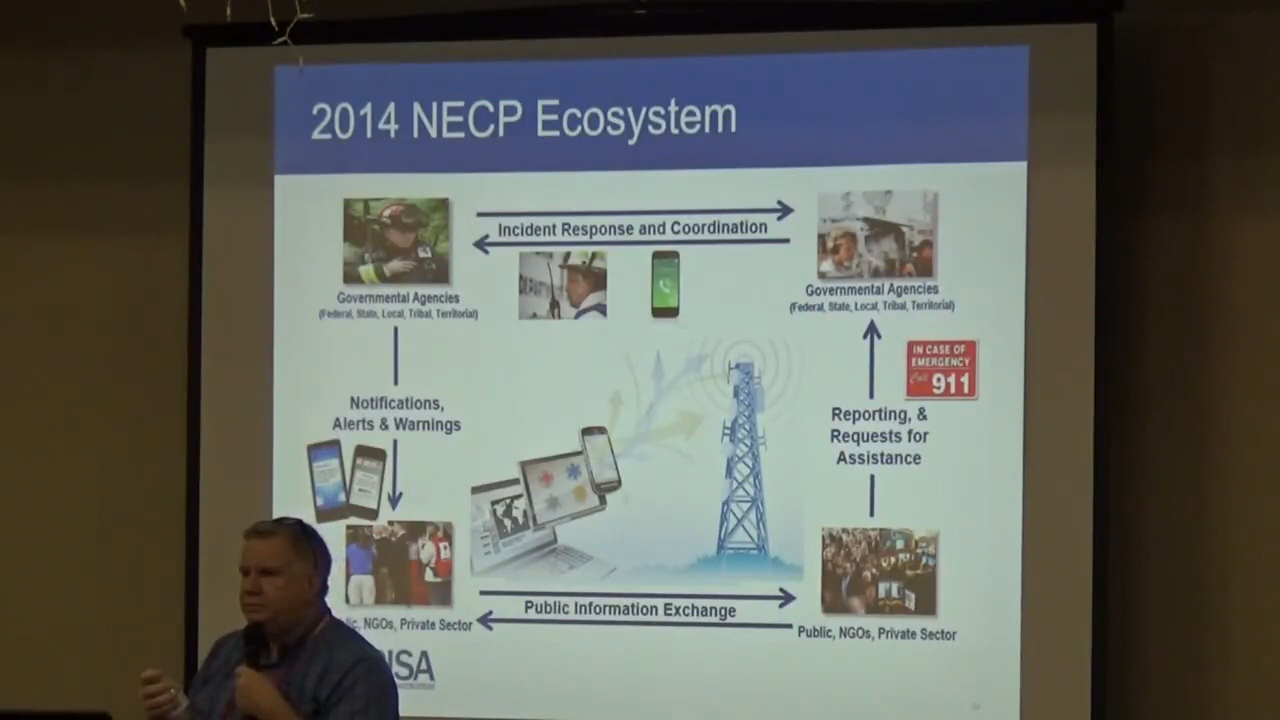 2014 NECP Ecosystem
Incident Response and Coordination
Governmental Agencies
(Federal, State, Local, Tribal, Territorial)
Governmental Agencies
(Federal, State, Local, Tribal, Territorial)
IN CASE OF
EMERGENCY
Call 911
Notifications,
Alerts & Warnings
Reporting, &
Requests for
Assistance
Public Information Exchange
NGOs, Private Sector
Public, NGOs, Private Sector
ISA